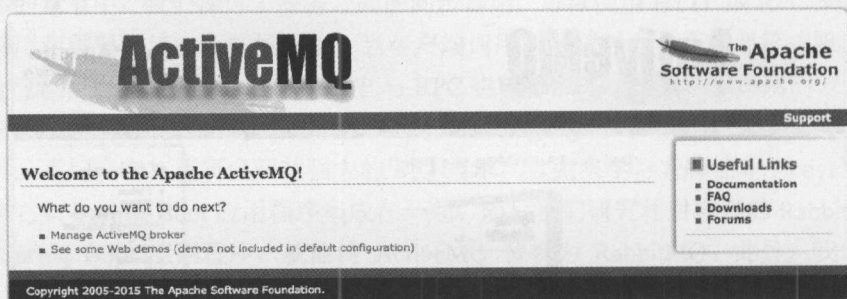 ActiveMQ
The Apache
Software Foundation
http://www.apache.org/
Support
Welcome to the Apache ActiveMQ!
What do you want to do next?
Manage ActiveMQ broker
See some Web demos (demos not included in default configuration)
Useful Links
Documentation
FAQ
Downloads
Forums
Copyright 2005-2015 The Apache Software Foundation.